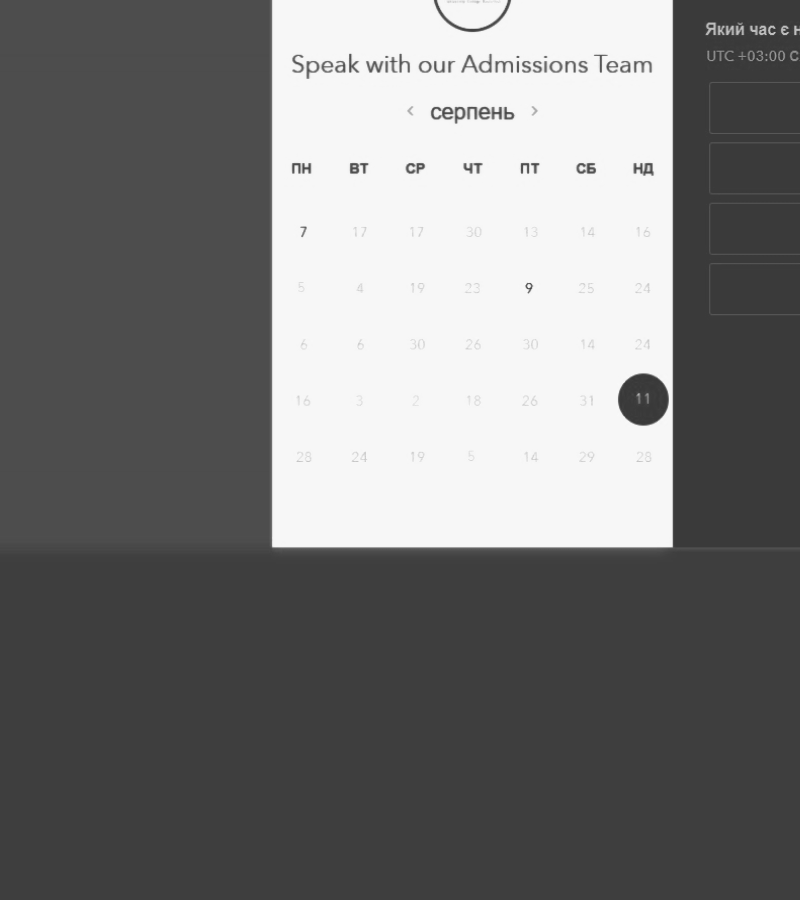 Speak with our Admissions Team
Який час є
UTC +03:00
< серпень >
ПН ВТ СР ЧТ ПТ СБ НД
7 17 17 30 13 14 16
5 4 19 23 9 25 24
6 6 30 26 30 14 24
16 3 2 18 26 31 11
28 24 19 5 14 29 28